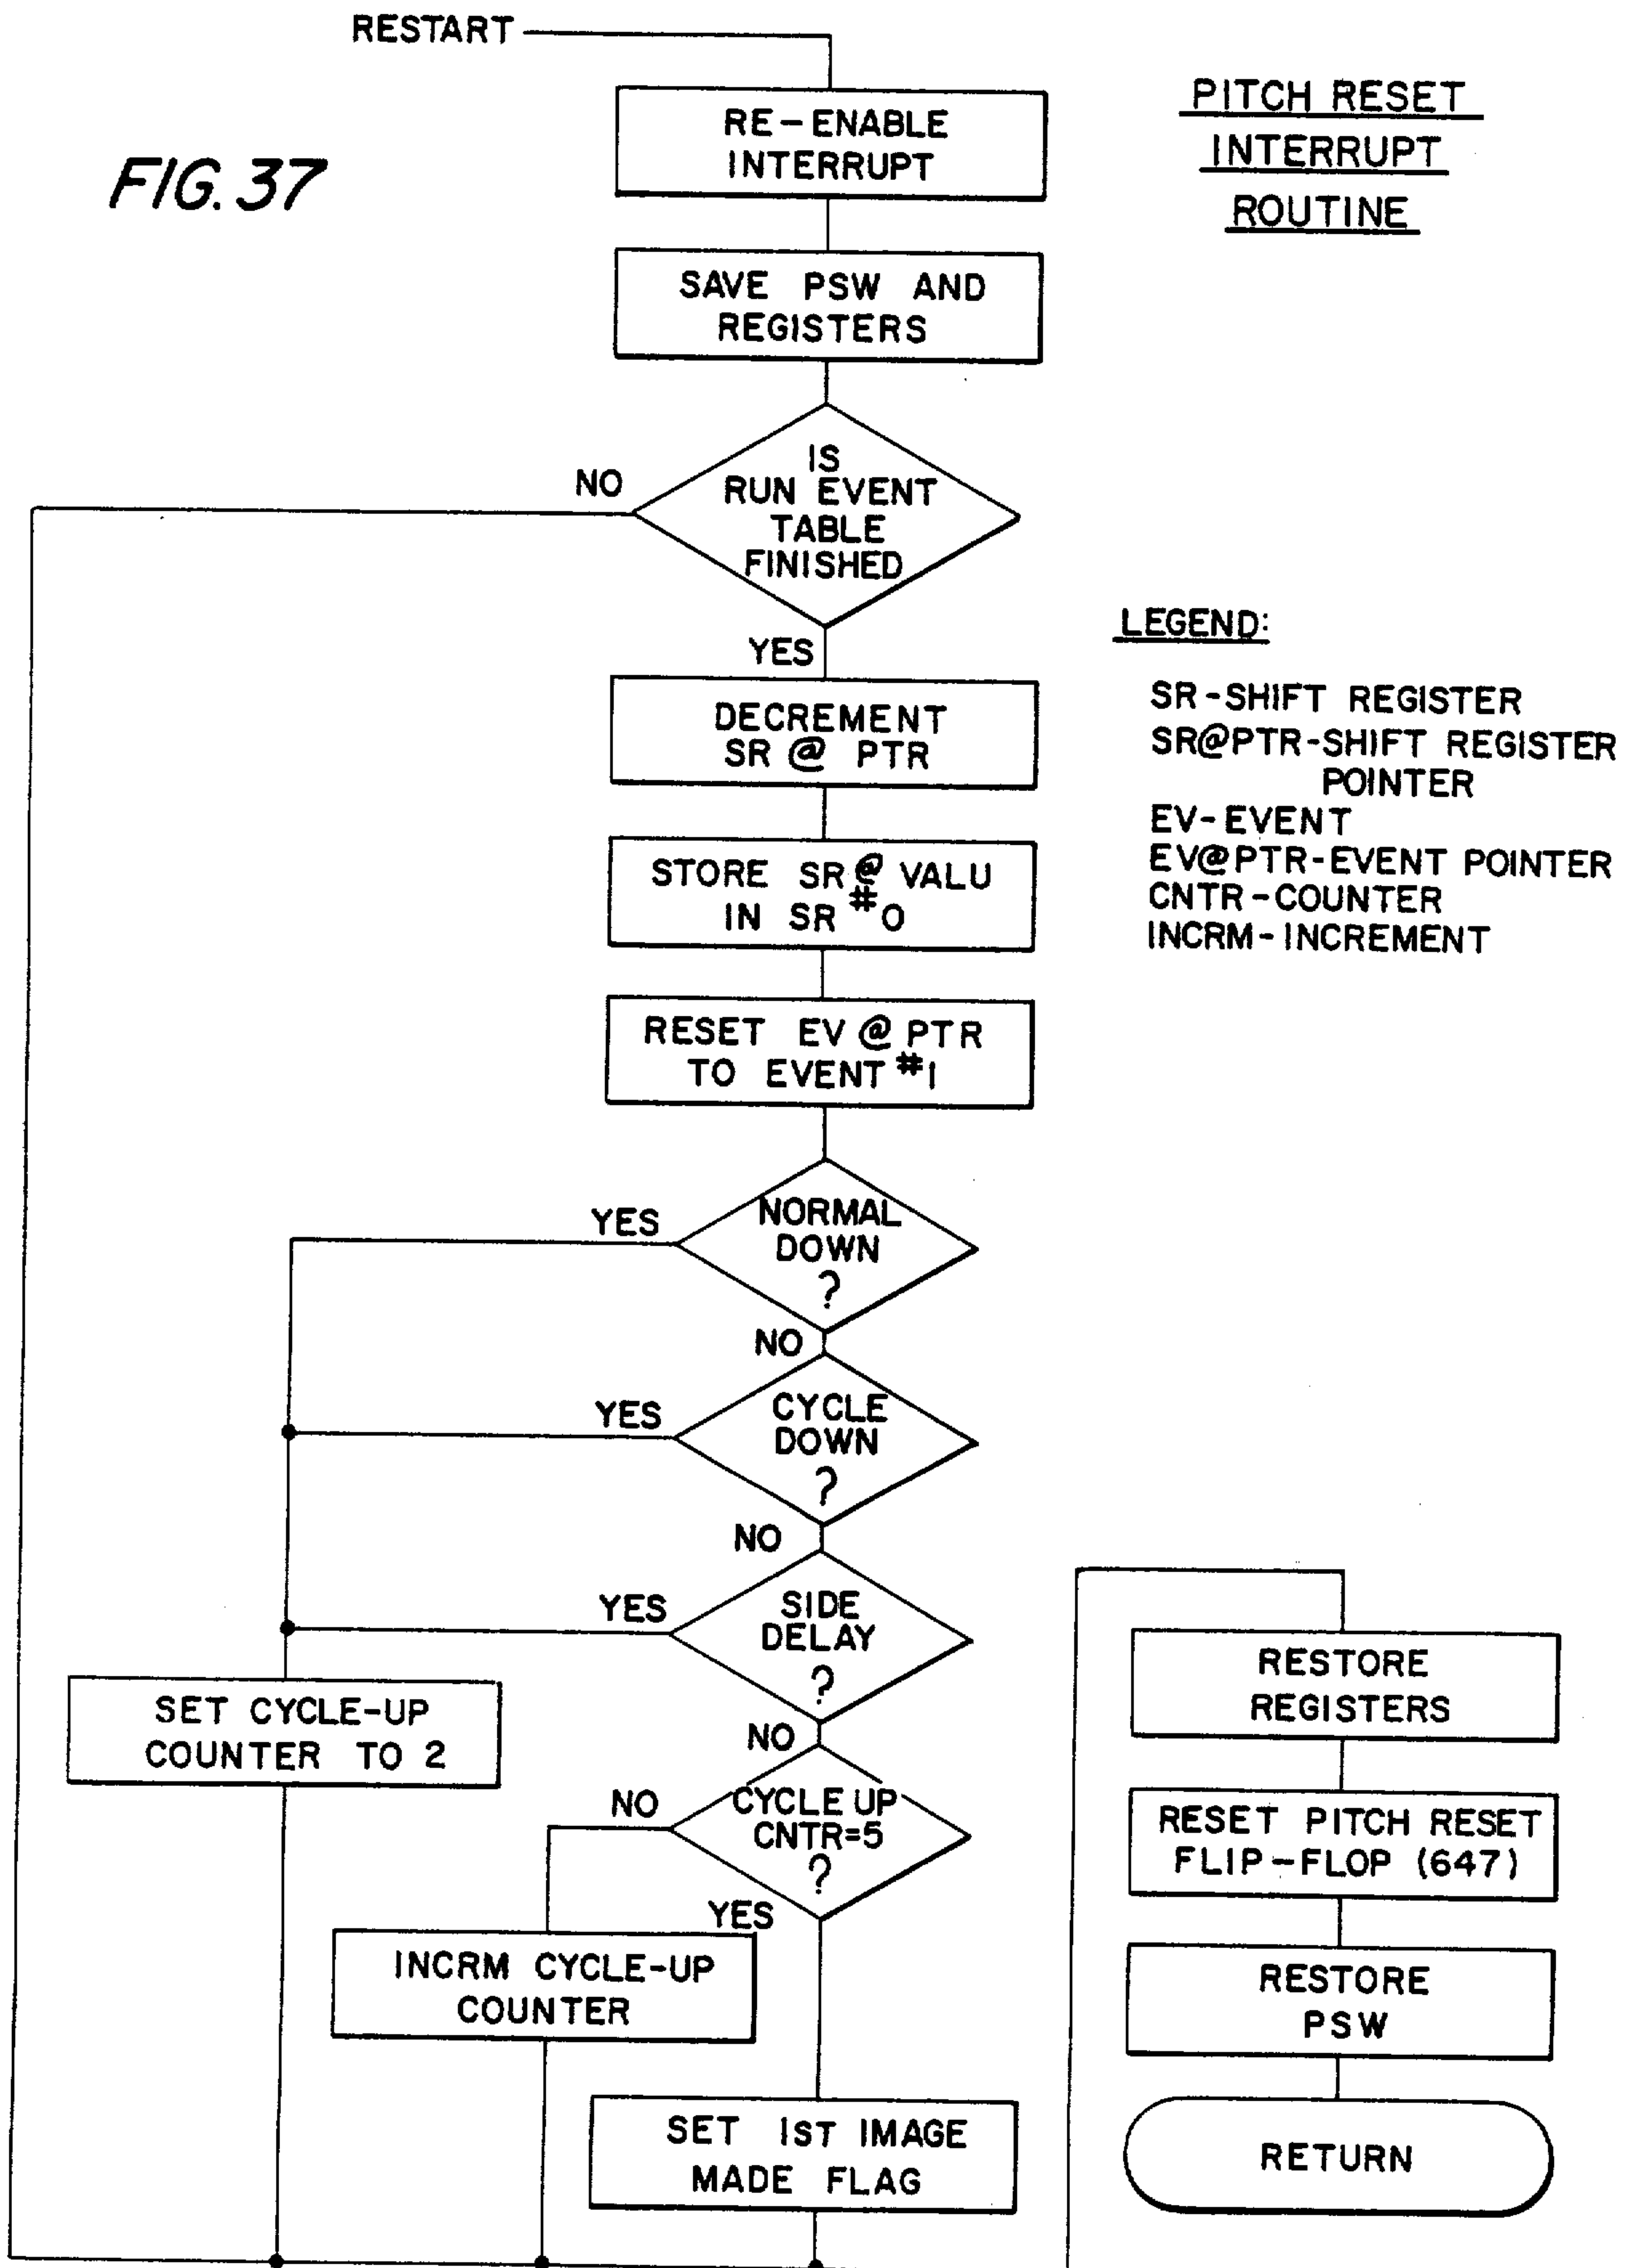 RESTART
FIG. 37
PITCH RESET
INTERRUPT
ROUTINE
RE-ENABLE
INTERRUPT
SAVE PSW AND
REGISTERS
IS
RUN EVENT
TABLE
FINISHED
NO
YES
LEGEND:
SR-SHIFT REGISTER
SR@PTR-SHIFT REGISTER
POINTER
EV-EVENT
EV@PTR-EVENT POINTER
CNTR-COUNTER
INCRM-INCREMENT
DECREMENT
SR @ PTR
STORE SR @ VALU
IN SR #0
RESET EV @ PTR
TO EVENT #1
NORMAL
DOWN
?
YES
NO
CYCLE
DOWN
?
YES
NO
SIDE
DELAY
?
YES
NO
SET CYCLE-UP
COUNTER TO 2
CYCLE UP
CNTR=5
?
NO
YES
INCRM CYCLE-UP
COUNTER
SET 1ST IMAGE
MADE FLAG
RESTORE
REGISTERS
RESET PITCH RESET
FLIP-FLOP (647)
RESTORE
PSW
RETURN